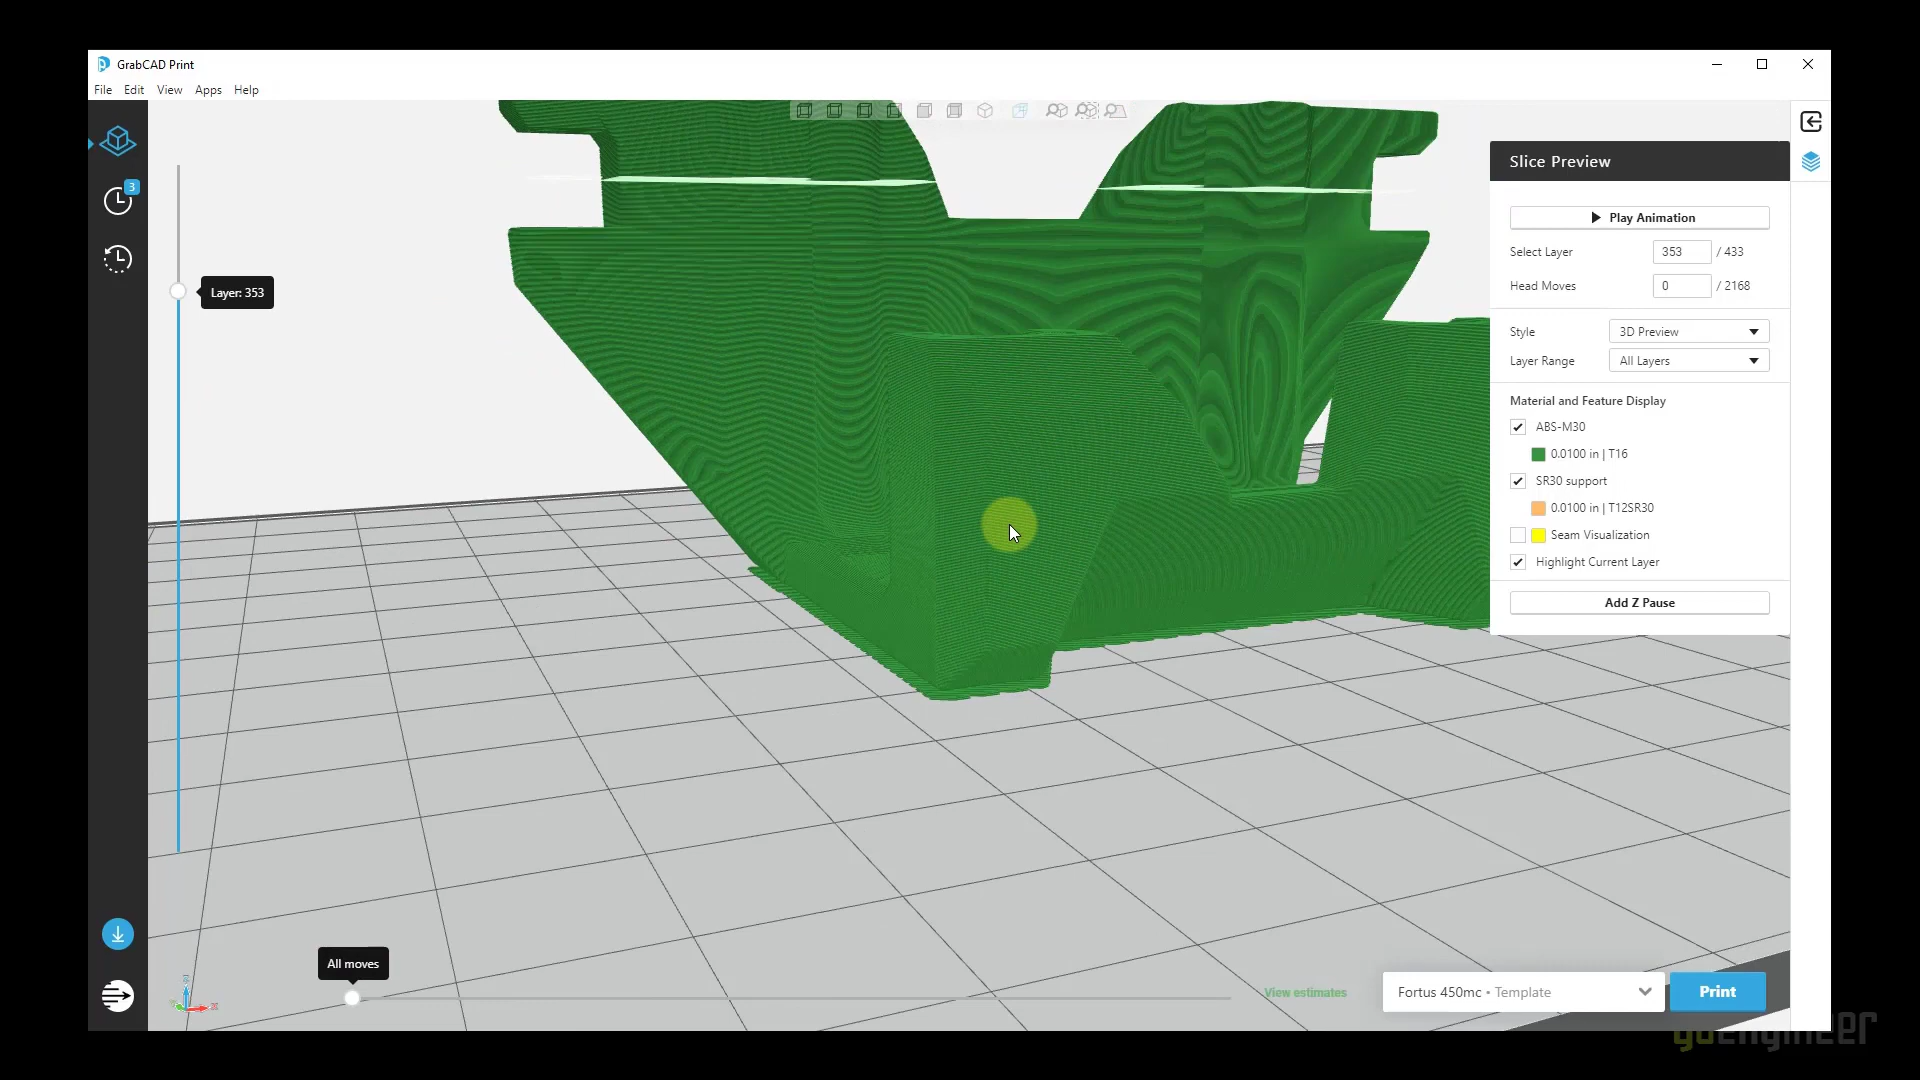 GrabCAD Print
File Edit View Apps Help
3
Layer: 353
Slice Preview
Play Animation
Select Layer 353 / 433
Head Moves 0 / 2168
Style 3D Preview
Layer Range All Layers
Material and Feature Display
ABS-M30
0.0100 in | T16
SR30 support
0.0100 in | T12SR30
Seam Visualization
Highlight Current Layer
Add Z Pause
All moves
View estimates
Fortus 450mc • Template
Print
Z
X
goengineer